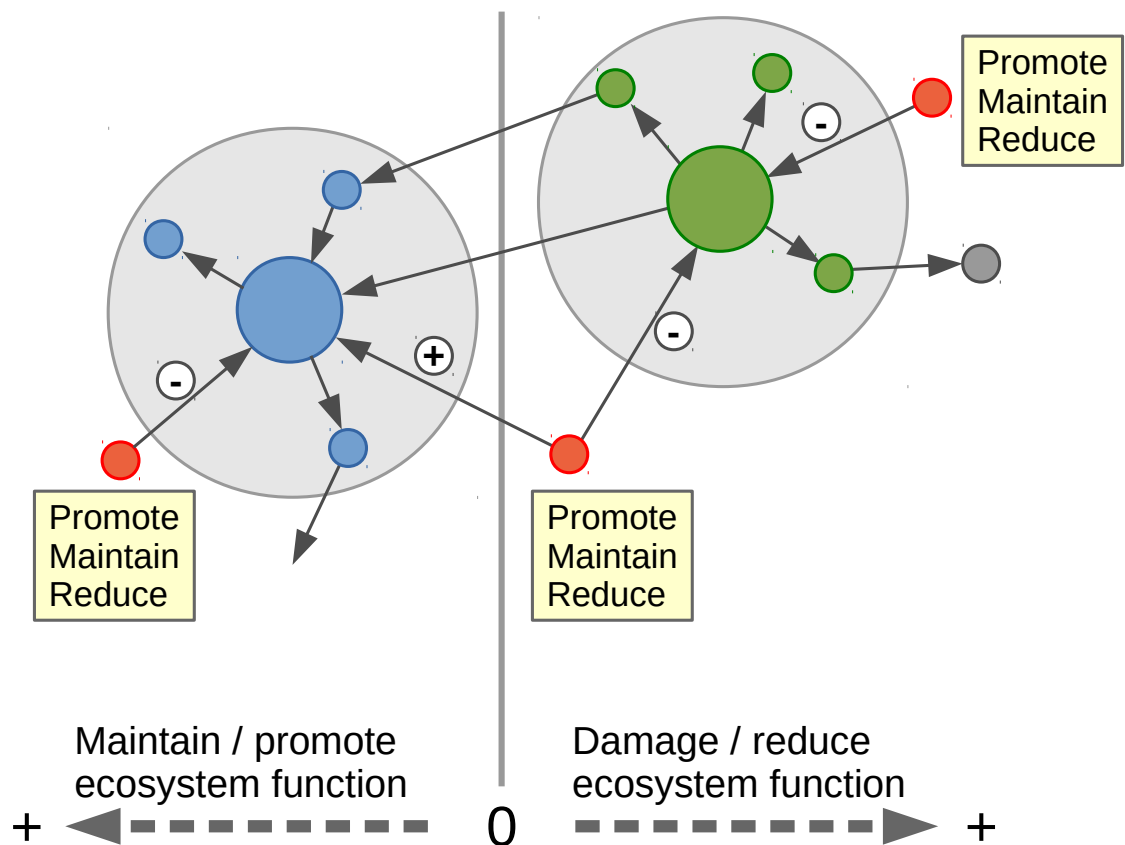 Promote
Maintain
Reduce
-
-
+
-
Promote
Maintain
Reduce
Promote
Maintain
Reduce
Maintain / promote
ecosystem function
Damage / reduce
ecosystem function
+ 0 +